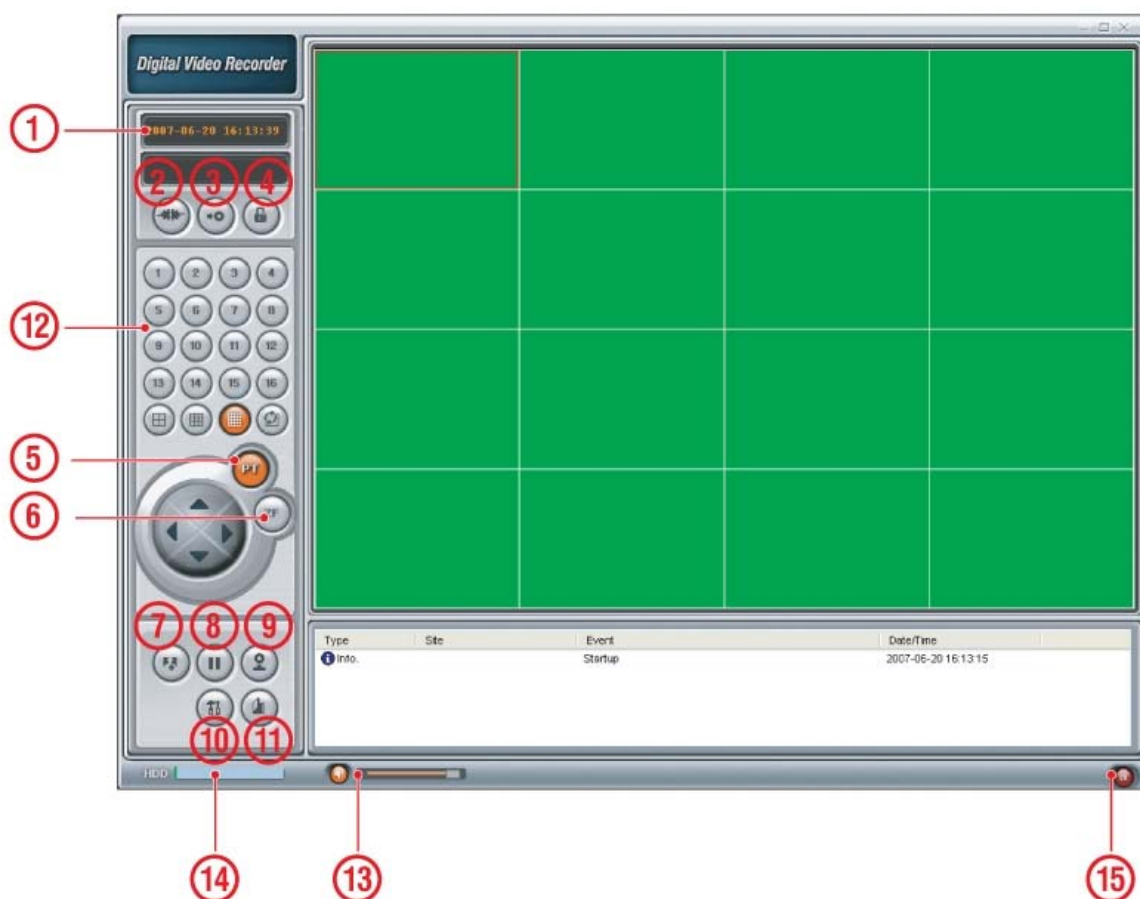 Digital Video Recorder
1
2007-06-20 16:13:39
2 3 4
1 2 3 4
5 6 7 8
12
9 10 11 12
13 14 15 16
5
PT
6
ZF
7 8 9
Type Site Event Date/Time
Info. Startup 2007-06-20 16:13:15
10 11
HDD
14 13 15